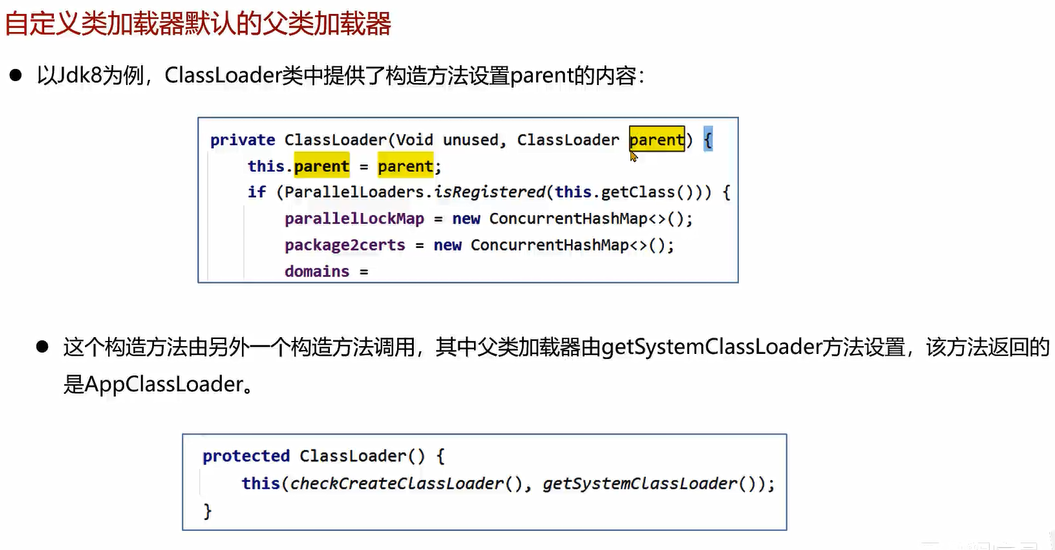 自定义类加载器默认的父类加载器
● 以Jdk8为例，ClassLoader类中提供了构造方法设置parent的内容：
private ClassLoader(Void unused, ClassLoader parent) {
this.parent = parent;
if (ParallelLoaders.isRegistered(this.getClass())) {
parallelLockMap = new ConcurrentHashMap<>();
package2certs = new ConcurrentHashMap<>();
domains =
● 这个构造方法由另外一个构造方法调用，其中父类加载器由getSystemClassLoader方法设置，该方法返回的
是AppClassLoader。
protected ClassLoader() {
this(checkCreateClassLoader(), getSystemClassLoader());
}